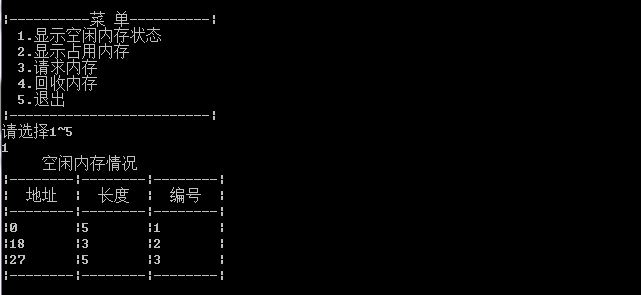 ¦----------菜 单----------¦
1.显示空闲内存状态
2.显示占用内存
3.请求内存
4.回收内存
5.退出
¦-------------------------¦
请选择1~5
1
空闲内存情况
¦--------¦--------¦--------¦
¦ 地址 ¦ 长度 ¦ 编号 ¦
¦--------¦--------¦--------¦
¦0 ¦5 ¦1 ¦
¦18 ¦3 ¦2 ¦
¦27 ¦5 ¦3 ¦
¦--------¦--------¦--------¦